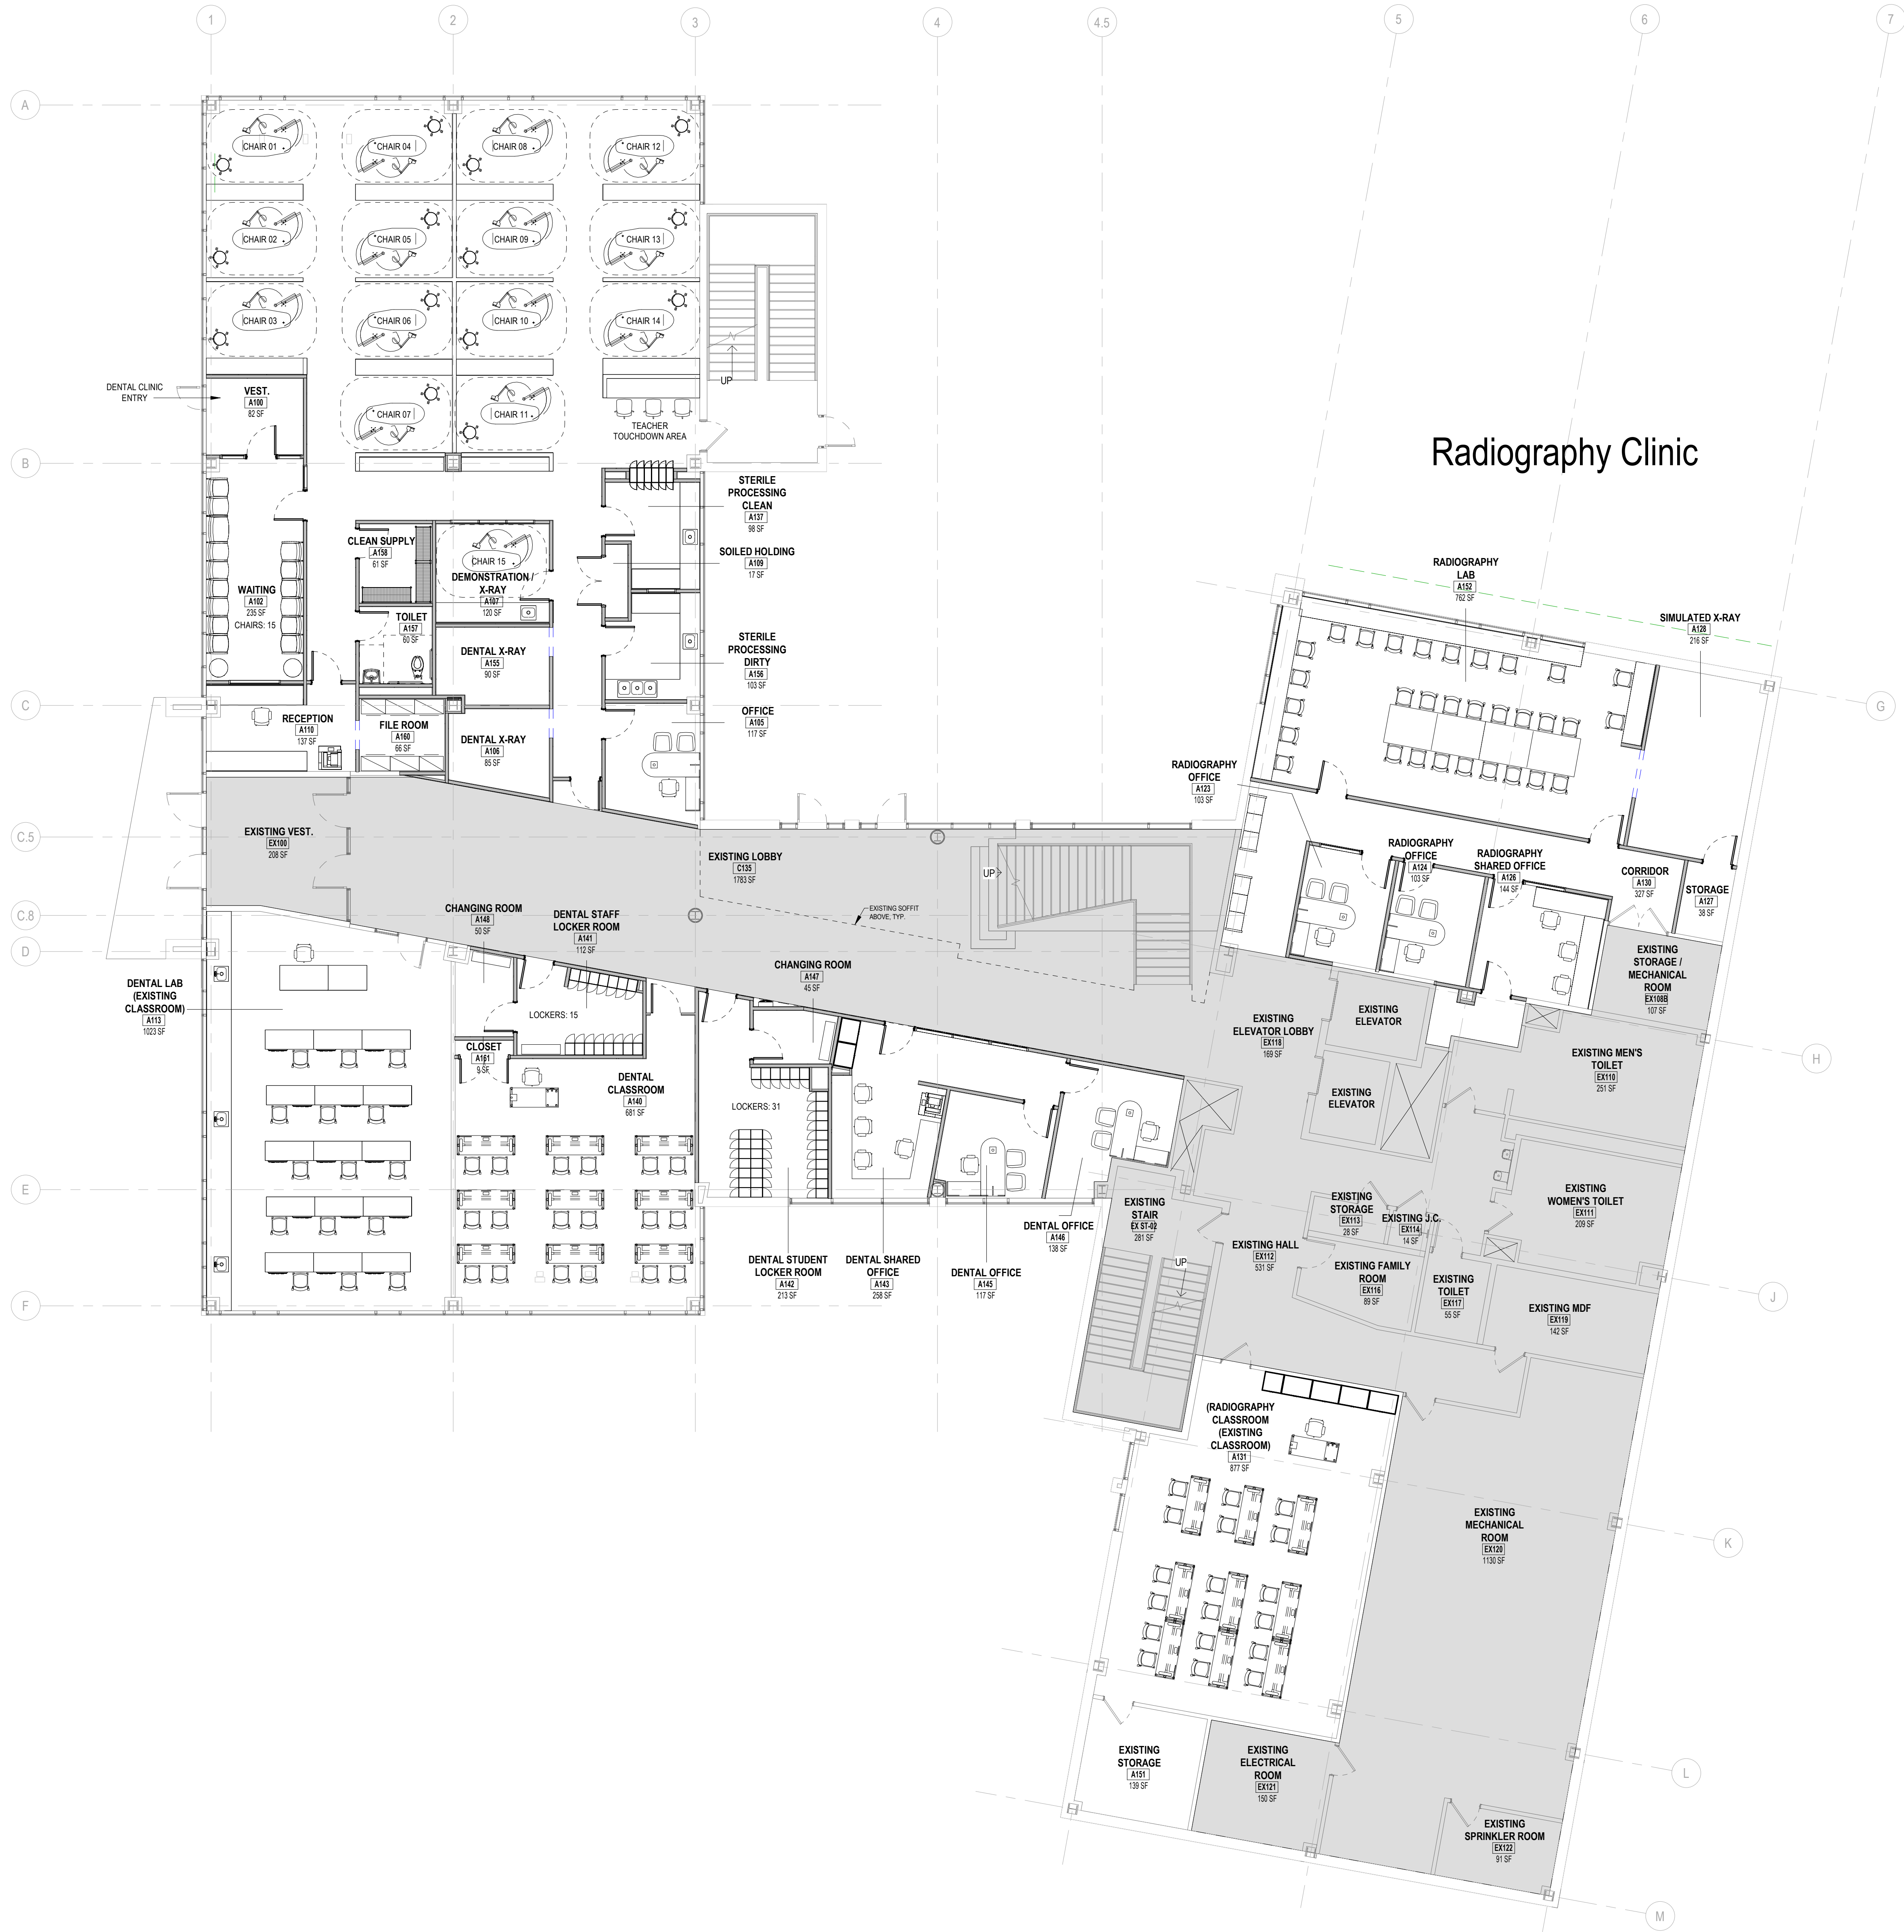 1
2
3
4
4.5
5
6
7
A
CHAIR 01
CHAIR 04
CHAIR 08
CHAIR 12
CHAIR 02
CHAIR 05
CHAIR 09
CHAIR 13
CHAIR 03
CHAIR 06
CHAIR 10
CHAIR 14
UP
DENTAL CLINIC
ENTRY
VEST.
A100
82 SF
CHAIR 07
CHAIR 11
TEACHER
TOUCHDOWN AREA
B
Radiography Clinic
STERILE
PROCESSING
CLEAN
A137
98 SF
CLEAN SUPPLY
A158
61 SF
CHAIR 15
DEMONSTRATION /
X-RAY
A107
120 SF
SOILED HOLDING
A109
17 SF
WAITING
A102
235 SF
CHAIRS: 15
TOILET
A157
60 SF
STERILE
PROCESSING
DIRTY
A156
103 SF
DENTAL X-RAY
A155
90 SF
RADIOGRAPHY
LAB
A152
762 SF
SIMULATED X-RAY
A128
216 SF
C
G
RECEPTION
A110
137 SF
FILE ROOM
A160
66 SF
DENTAL X-RAY
A106
85 SF
OFFICE
A105
117 SF
RADIOGRAPHY
OFFICE
A123
103 SF
C.5
EXISTING VEST.
EX100
208 SF
EXISTING LOBBY
C135
1783 SF
UP
RADIOGRAPHY
OFFICE
A124
103 SF
RADIOGRAPHY
SHARED OFFICE
A126
144 SF
CORRIDOR
A130
327 SF
STORAGE
A127
38 SF
C.8
CHANGING ROOM
A148
50 SF
DENTAL STAFF
LOCKER ROOM
A141
112 SF
EXISTING SOFFIT
ABOVE, TYP.
D
DENTAL LAB
(EXISTING
CLASSROOM)
A113
1023 SF
CHANGING ROOM
A147
45 SF
EXISTING
STORAGE /
MECHANICAL
ROOM
EX108B
107 SF
LOCKERS: 15
EXISTING
ELEVATOR LOBBY
EX118
169 SF
EXISTING
ELEVATOR
H
CLOSET
A161
9 SF
DENTAL
CLASSROOM
A140
681 SF
LOCKERS: 31
EXISTING
ELEVATOR
EXISTING MEN'S
TOILET
EX110
251 SF
E
EXISTING
STAIR
EX ST-02
281 SF
EXISTING
STORAGE
EX113
28 SF
EXISTING J.C.
EX114
14 SF
EXISTING
WOMEN'S TOILET
EX111
209 SF
DENTAL OFFICE
A146
138 SF
EXISTING HALL
EX112
531 SF
DENTAL STUDENT
LOCKER ROOM
A142
213 SF
DENTAL SHARED
OFFICE
A143
258 SF
DENTAL OFFICE
A145
117 SF
UP
EXISTING FAMILY
ROOM
EX116
89 SF
EXISTING
TOILET
EX117
55 SF
EXISTING MDF
EX119
142 SF
J
F
(RADIOGRAPHY
CLASSROOM
(EXISTING
CLASSROOM)
A131
877 SF
EXISTING
MECHANICAL
ROOM
EX120
1130 SF
K
EXISTING
STORAGE
A151
139 SF
EXISTING
ELECTRICAL
ROOM
EX121
150 SF
L
EXISTING
SPRINKLER ROOM
EX122
91 SF
M